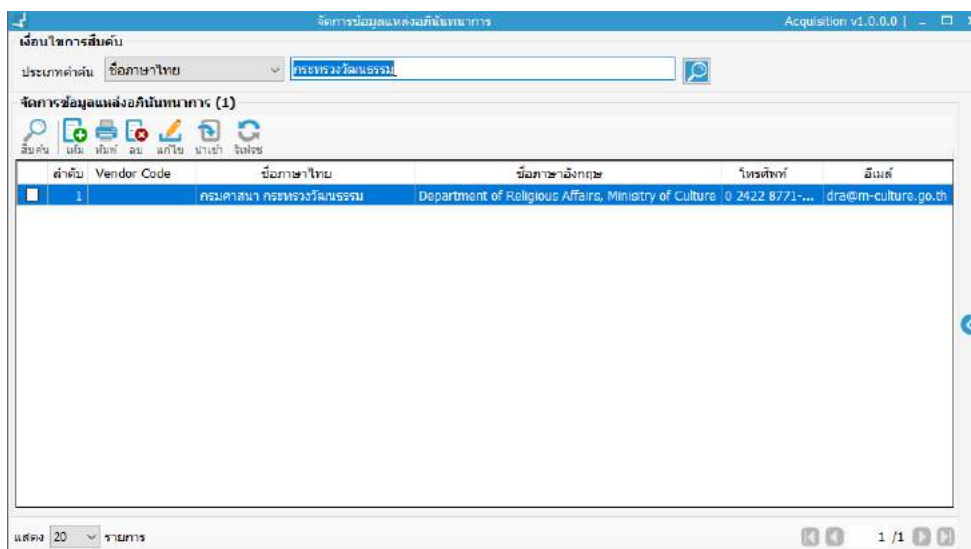 จัดการข้อมูลแหล่งอภินันทนาการ Acquisition v1.0.0.0 |
เงื่อนไขการสืบค้น
ประเภทคำค้น ชื่อภาษาไทย กระทรวงวัฒนธรรม
จัดการข้อมูลแหล่งอภินันทนาการ (1)
สืบค้น เพิ่ม พิมพ์ ลบ แก้ไข นำเข้า รีเฟรช
ลำดับ Vendor Code ชื่อภาษาไทย ชื่อภาษาอังกฤษ โทรศัพท์ อีเมล์
1 กรมศาสนา กระทรวงวัฒนธรรม Department of Religious Affairs, Minisitry of Culture 0 2422 8771-... dra@m-culture.go.th
แสดง 20 รายการ 1 /1